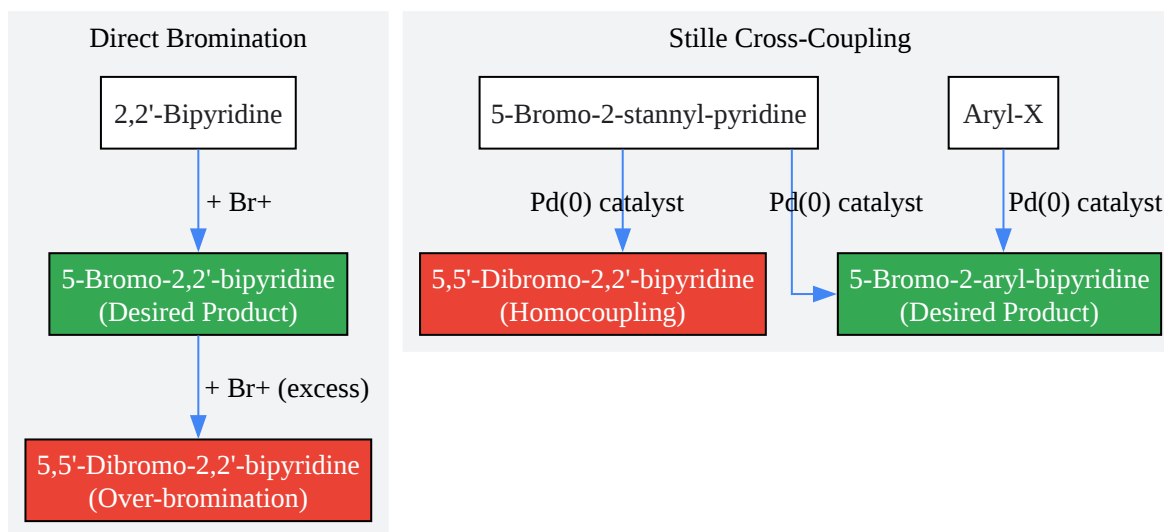 Direct Bromination
2,2'-Bipyridine
+ Br+
5-Bromo-2,2'-bipyridine
(Desired Product)
+ Br+ (excess)
5,5'-Dibromo-2,2'-bipyridine
(Over-bromination)
Stille Cross-Coupling
5-Bromo-2-stannyl-pyridine
Aryl-X
Pd(0) catalyst
Pd(0) catalyst
Pd(0) catalyst
5,5'-Dibromo-2,2'-bipyridine
(Homocoupling)
5-Bromo-2-aryl-bipyridine
(Desired Product)